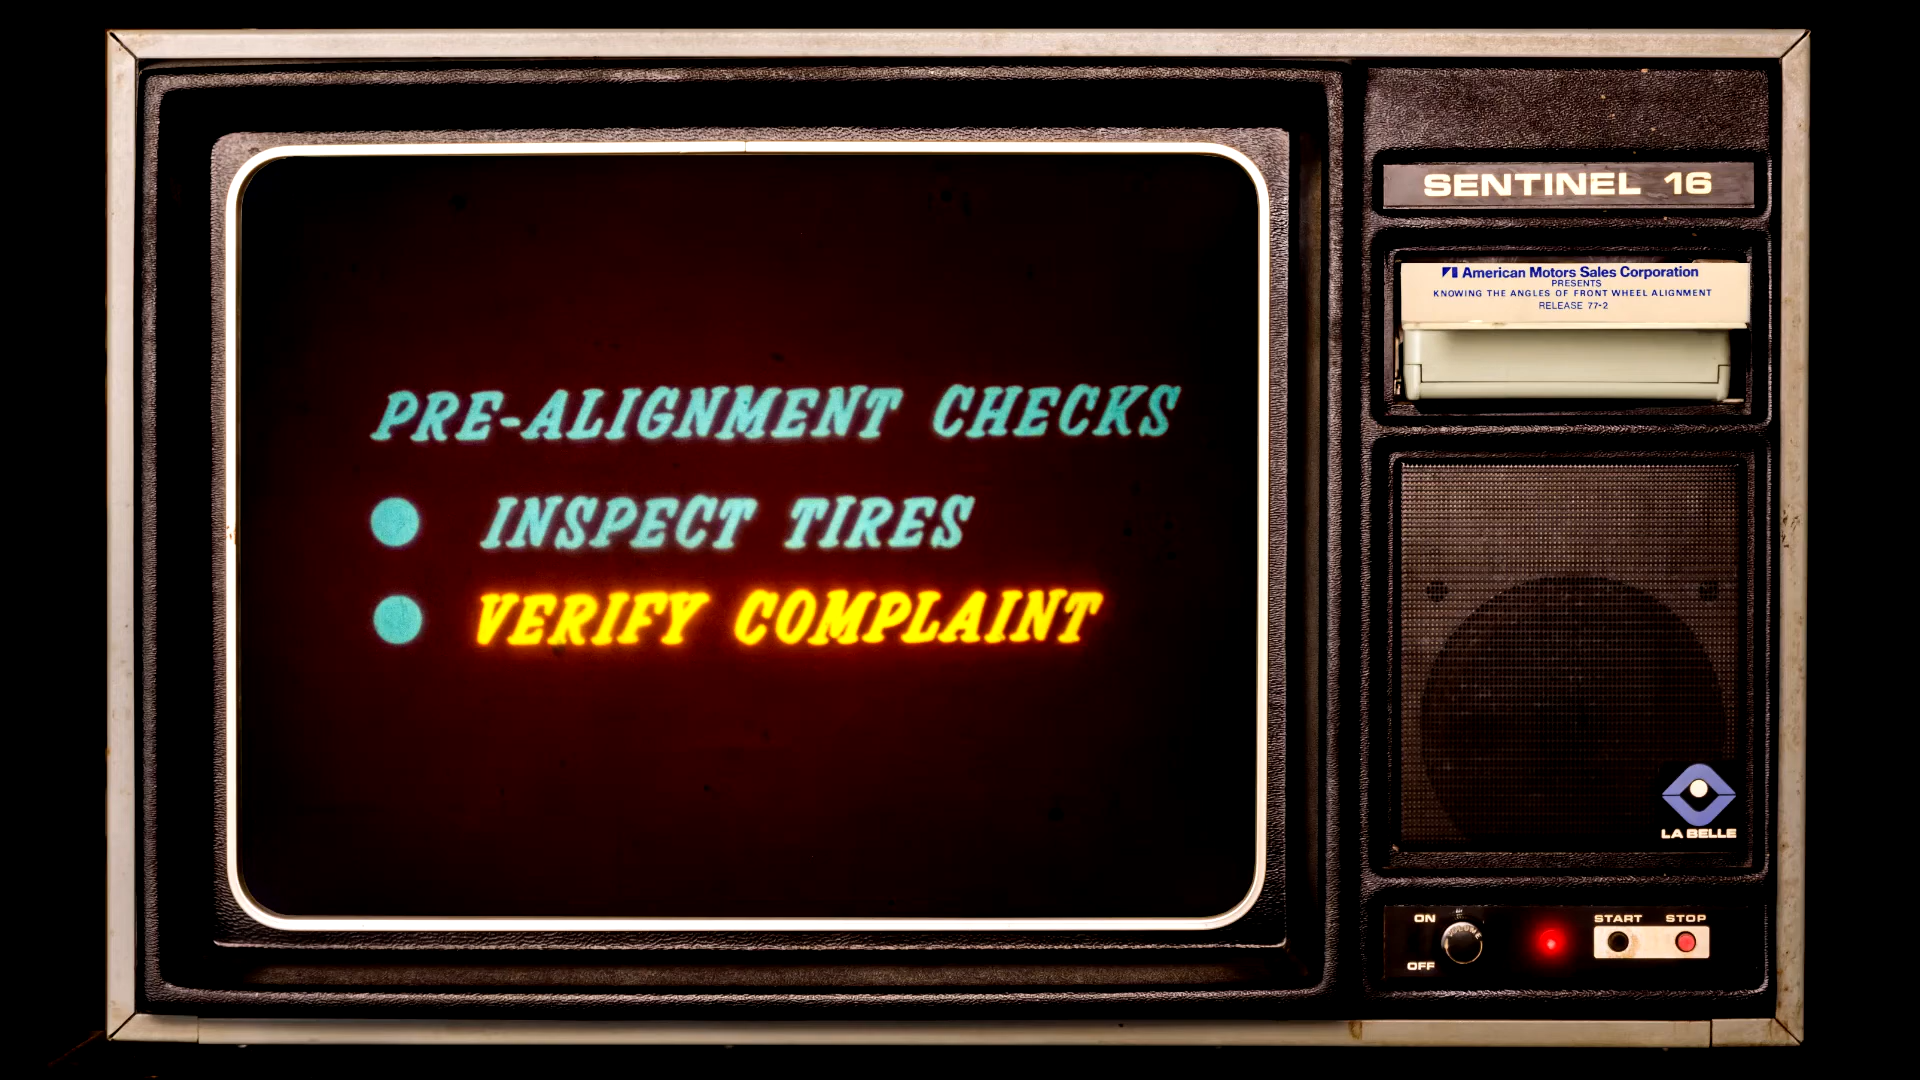 PRE-ALIGNMENT CHECKS
INSPECT TIRES
VERIFY COMPLAINT
SENTINEL 16
American Motors Sales Corporation
PRESENTS
KNOWING THE ANGLES OF FRONT WHEEL ALIGNMENT
RELEASE 77-2
LA BELLE
ON
OFF
VOLUME
START STOP